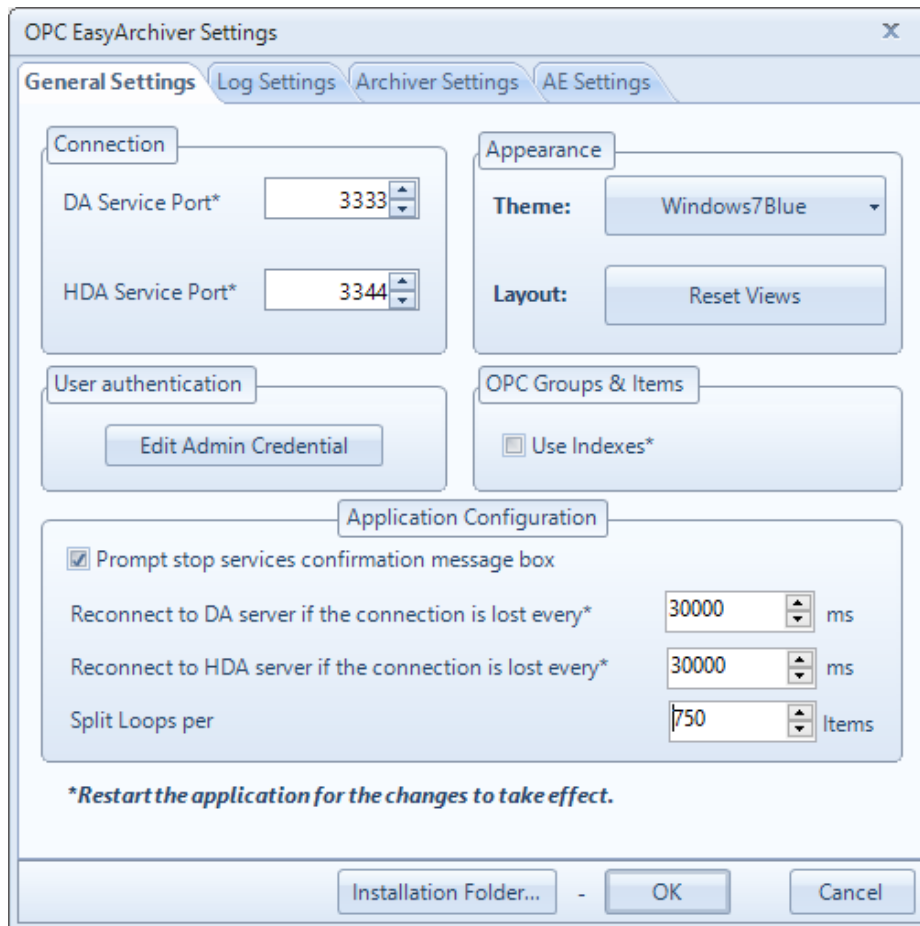 OPC EasyArchiver Settings
General Settings Log Settings Archiver Settings AE Settings
Connection
DA Service Port* 3333
HDA Service Port* 3344
Appearance
Theme: Windows7Blue
Layout: Reset Views
User authentication
Edit Admin Credential
OPC Groups & Items
Use Indexes*
Application Configuration
Prompt stop services confirmation message box
Reconnect to DA server if the connection is lost every* 30000 ms
Reconnect to HDA server if the connection is lost every* 30000 ms
Split Loops per 750 Items
*Restart the application for the changes to take effect.
Installation Folder... - OK Cancel